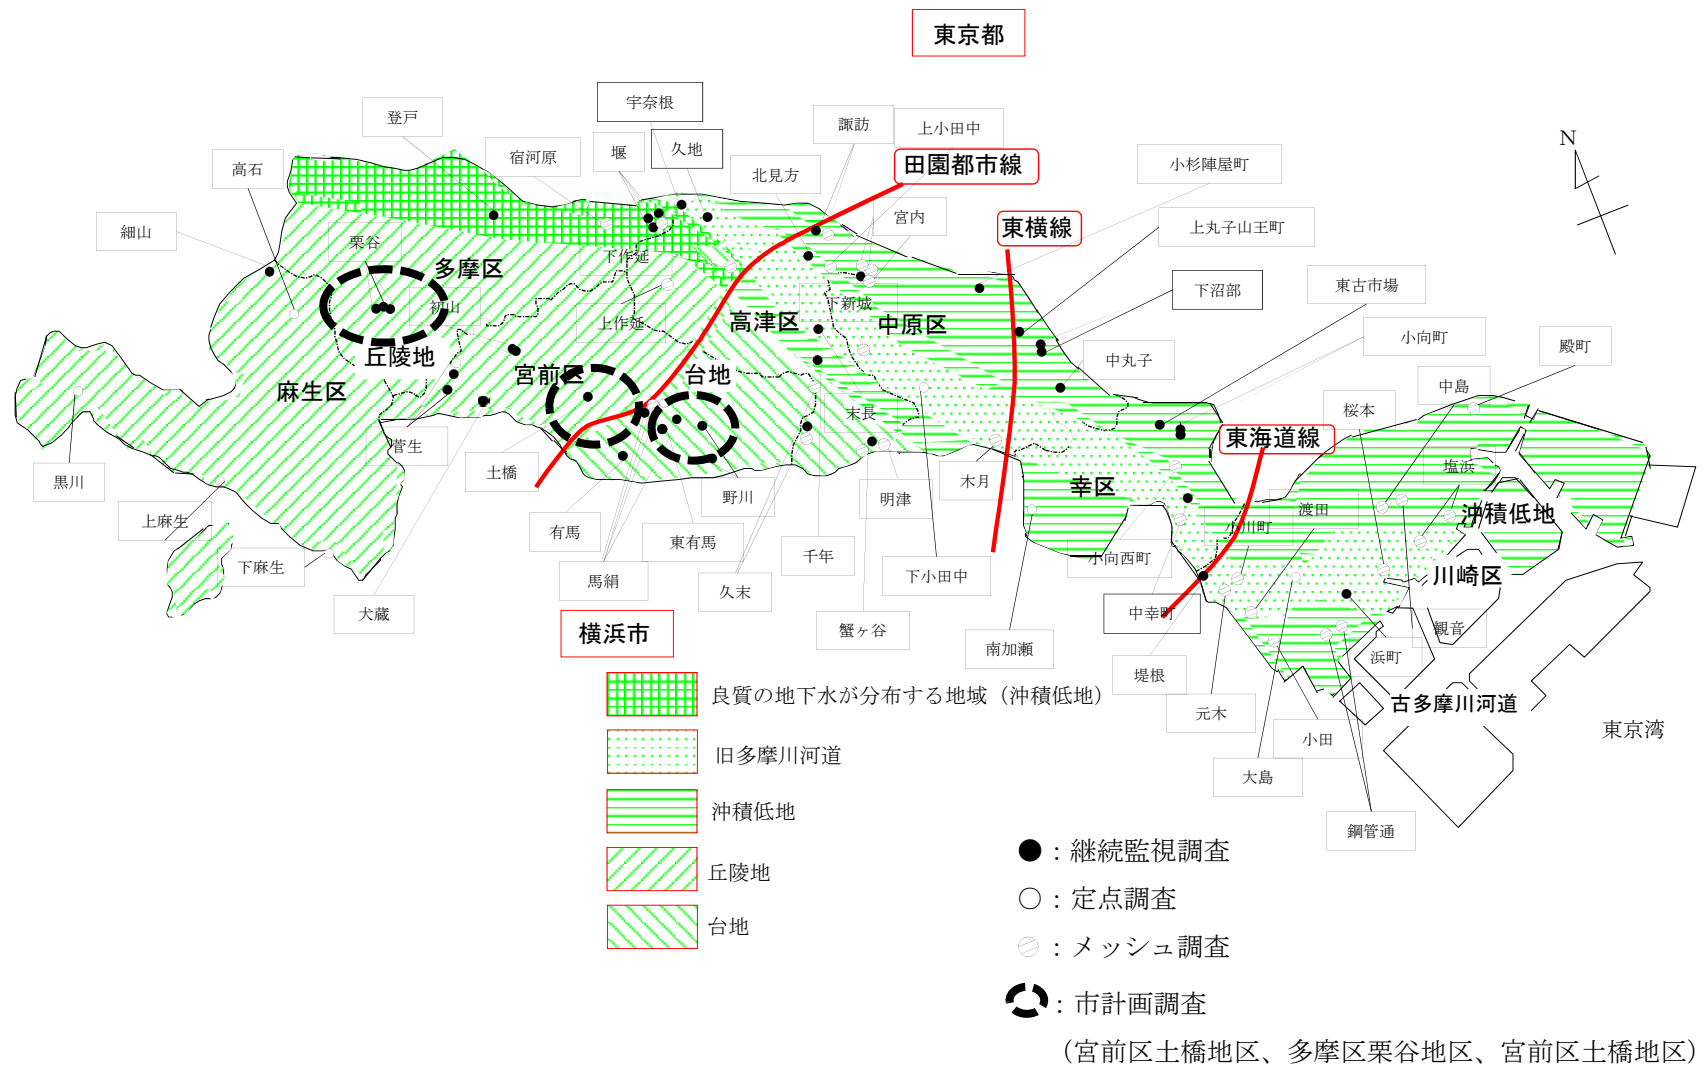 東京都
宇奈根
登戸
諏訪
上小田中
N
久地
宿河原
堰
高石
北見方
田園都市線
小杉陣屋町
宮内
東横線
上丸子山王町
細山
栗谷
下作延
多摩区
東古市場
下沼部
初山
上作延
下新城
高津区
中原区
小向町
殿町
丘陵地
中丸子
麻生区
宮前区
台地
中島
桜本
末長
菅生
東海道線
塩浜
土橋
黒川
野川
明津
木月
幸区
渡田
沖積低地
上麻生
小川町
有馬
東有馬
千年
小向西町
下麻生
馬絹
久末
下小田中
川崎区
犬蔵
中幸町
観音
横浜市
蟹ヶ谷
南加瀬
浜町
堤根
良質の地下水が分布する地域（沖積低地）
元木
古多摩川河道
小田
東京湾
旧多摩川河道
大島
沖積低地
鋼管通
丘陵地
台地
●：継続監視調査
○：定点調査
：メッシュ調査
：市計画調査
（宮前区土橋地区、多摩区栗谷地区、宮前区土橋地区）